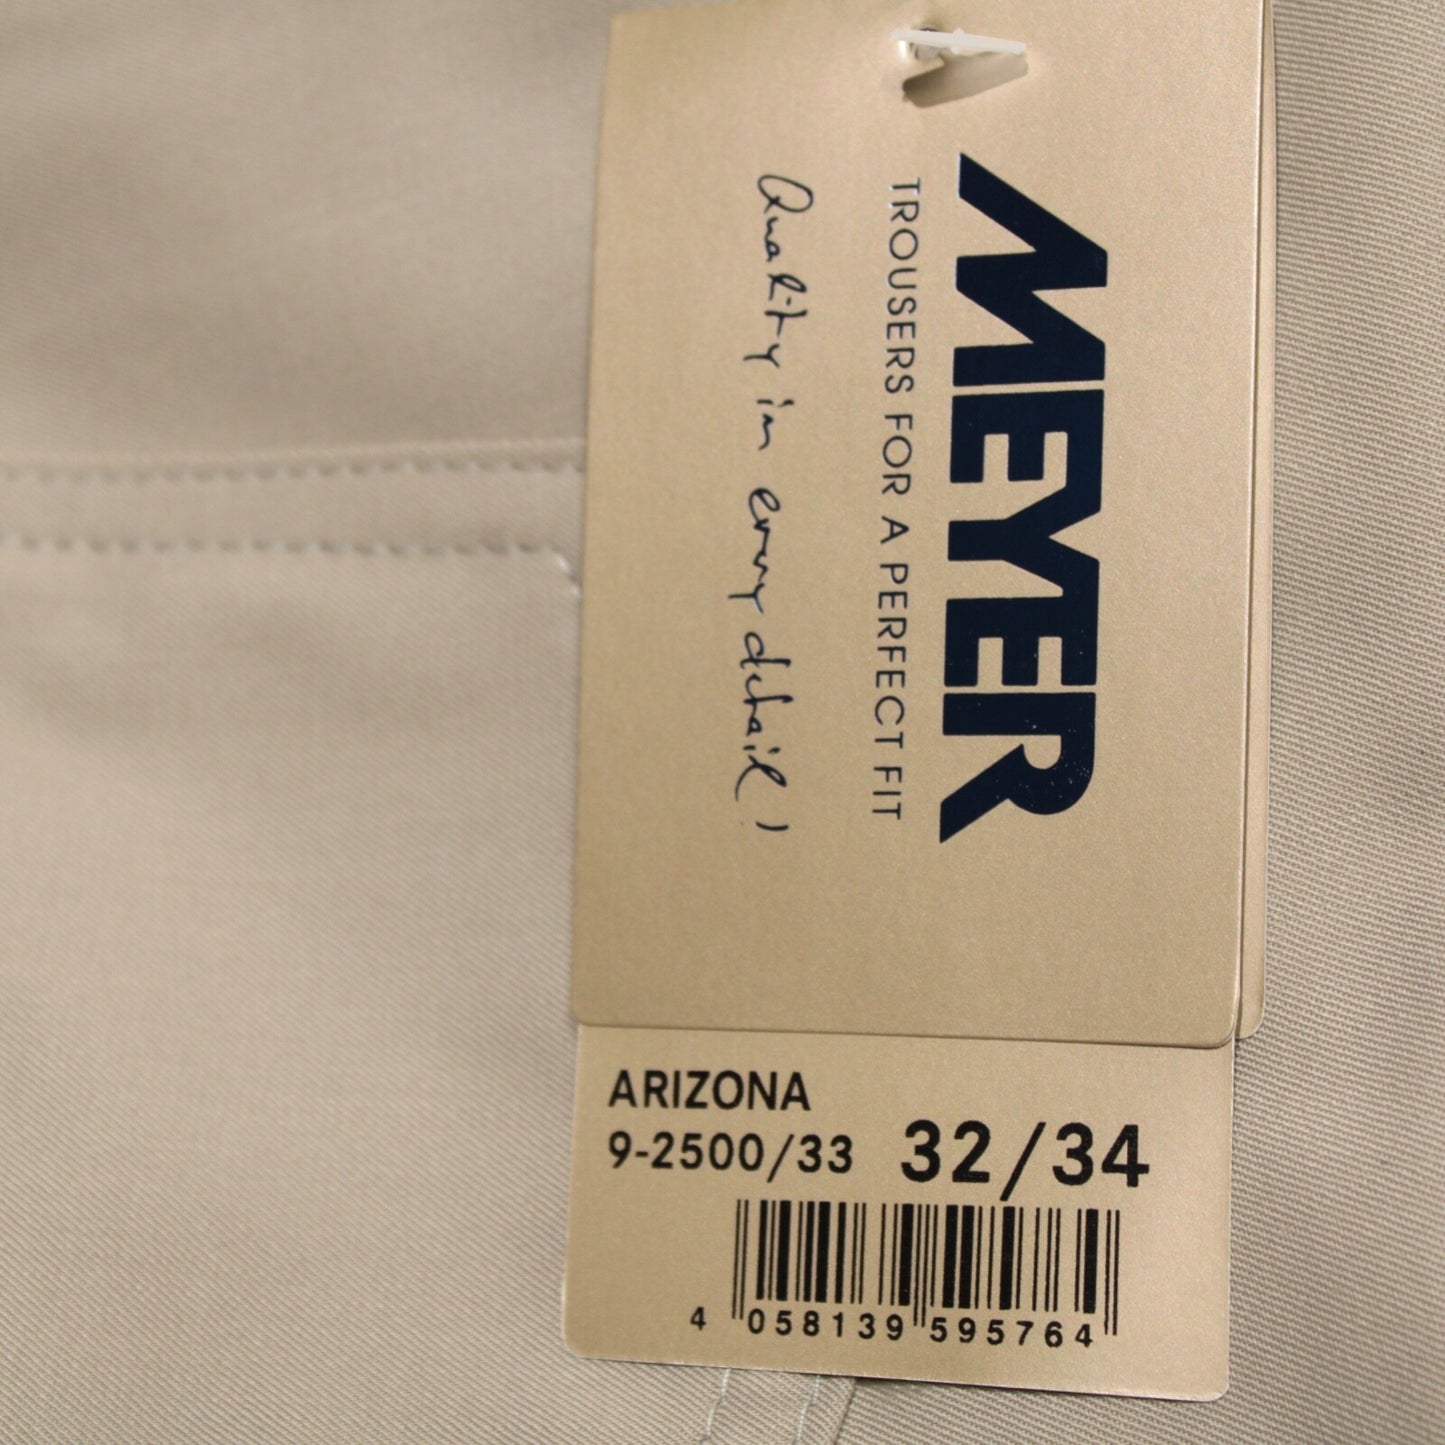 MEYER
TROUSERS FOR A PERFECT FIT
Quality in every detail!
ARIZONA
9-2500/33 32/34
4 058139 595764